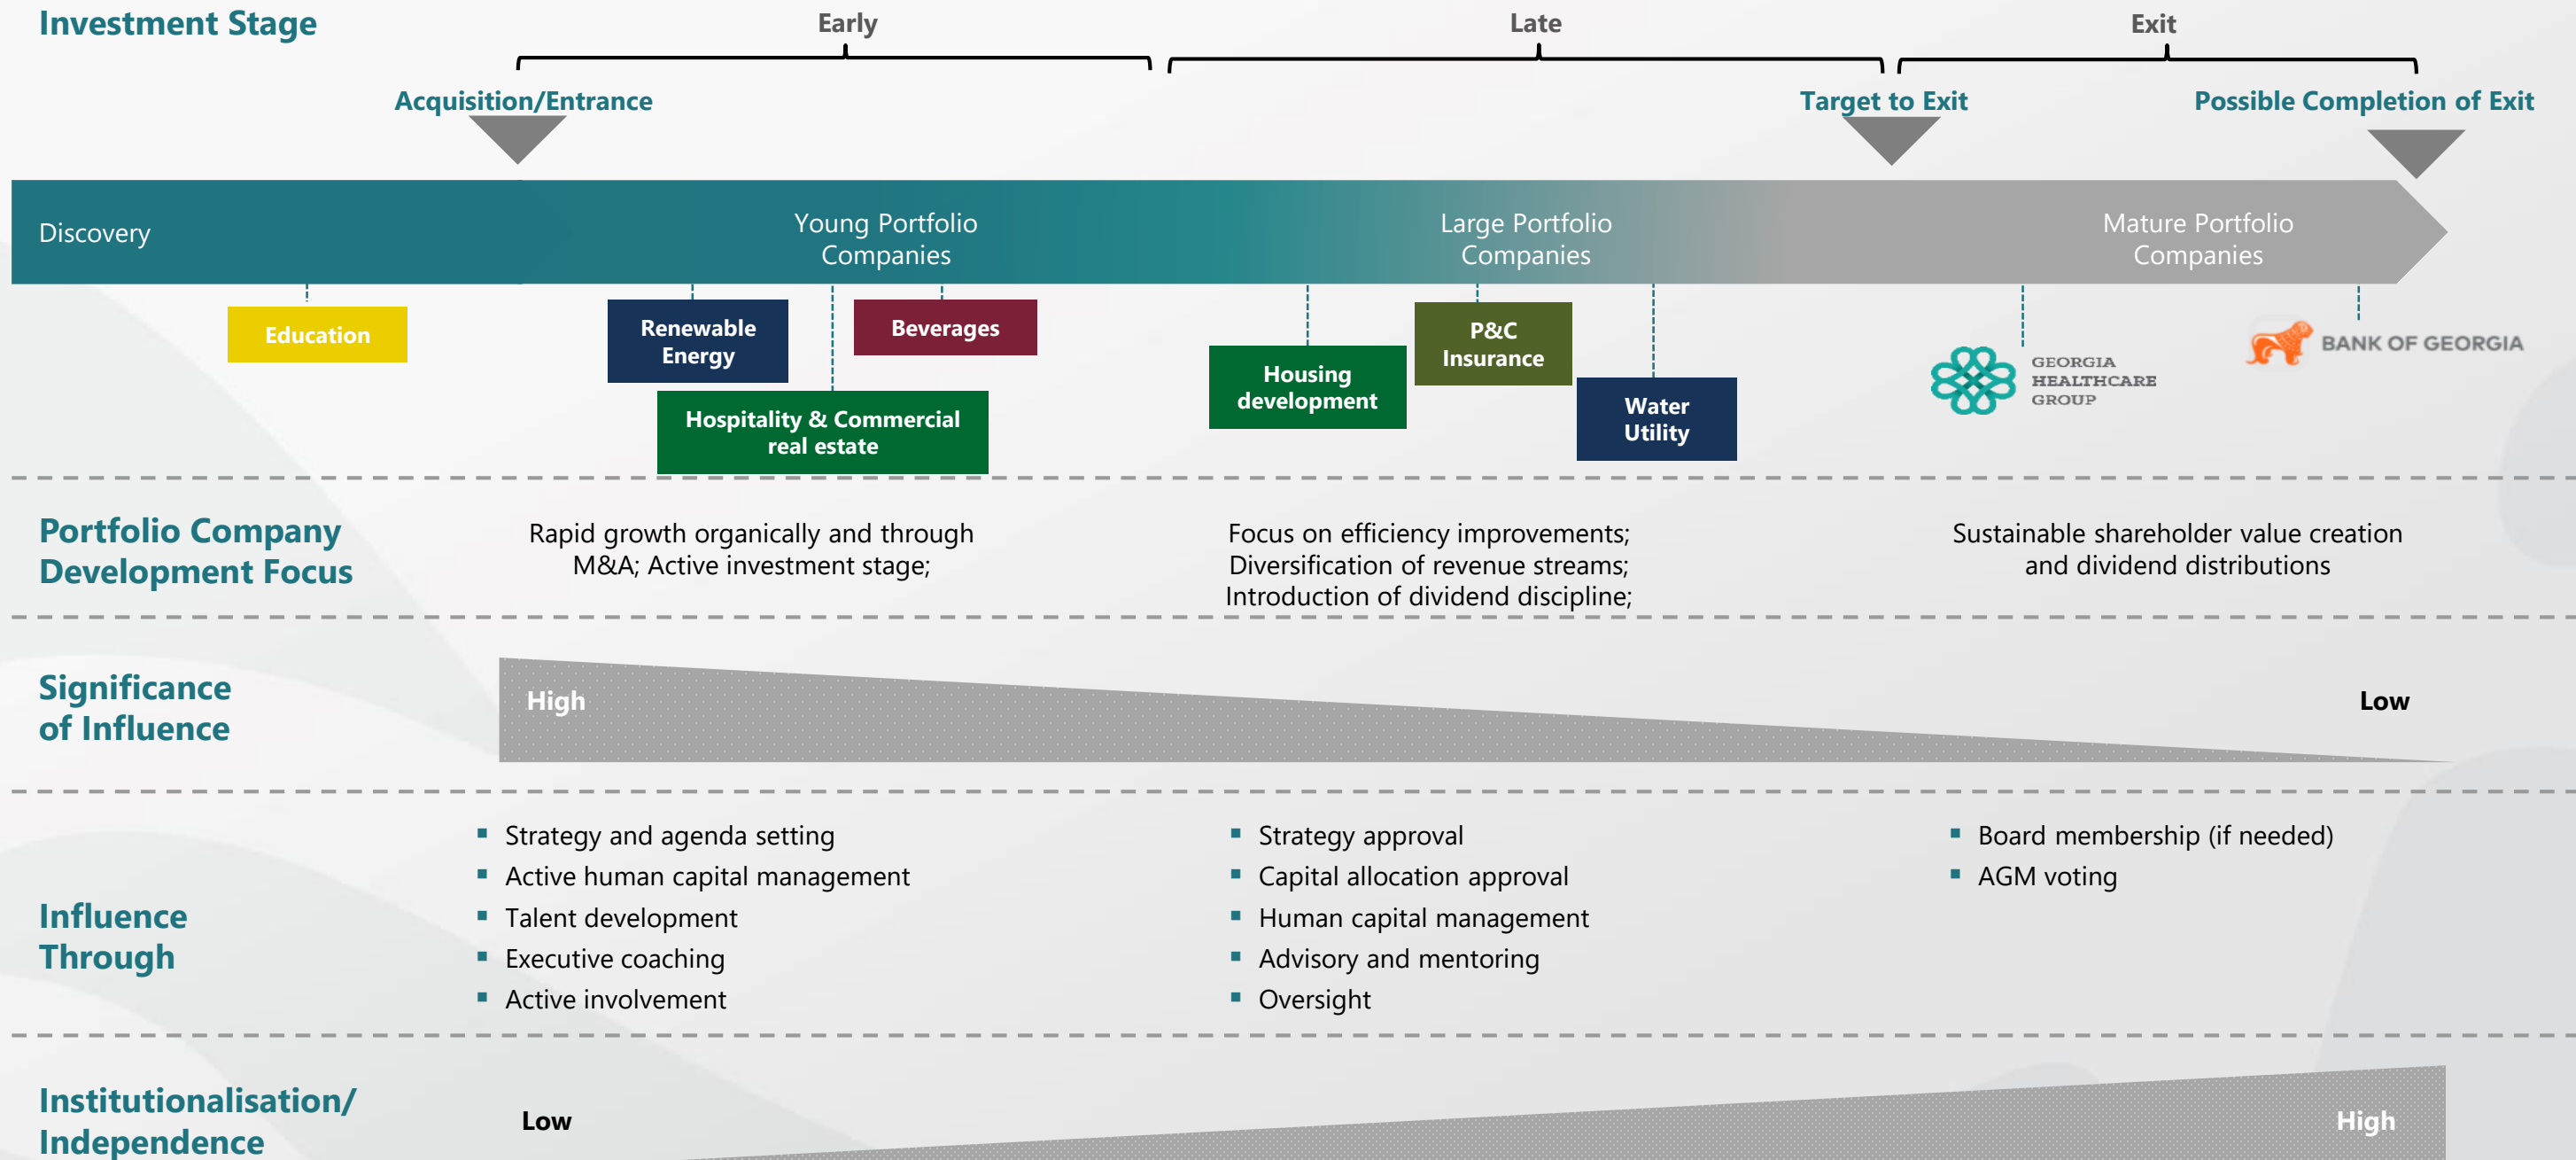 Investment Stage
Early
Late
Exit
Acquisition/Entrance
Target to Exit
Possible Completion of Exit
Discovery
Young Portfolio
Companies
Large Portfolio
Companies
Mature Portfolio
Companies
Education
Renewable
Energy
Beverages
Hospitality & Commercial
real estate
Housing
development
P&C
Insurance
Water
Utility
GEORGIA
HEALTHCARE
GROUP
BANK OF GEORGIA
Portfolio Company
Development Focus
Rapid growth organically and through
M&A; Active investment stage;
Focus on efficiency improvements;
Diversification of revenue streams;
Introduction of dividend discipline;
Sustainable shareholder value creation
and dividend distributions
Significance
of Influence
High
Low
Influence
Through
▪ Strategy and agenda setting
▪ Active human capital management
▪ Talent development
▪ Executive coaching
▪ Active involvement
▪ Strategy approval
▪ Capital allocation approval
▪ Human capital management
▪ Advisory and mentoring
▪ Oversight
▪ Board membership (if needed)
▪ AGM voting
Institutionalisation/
Independence
Low
High